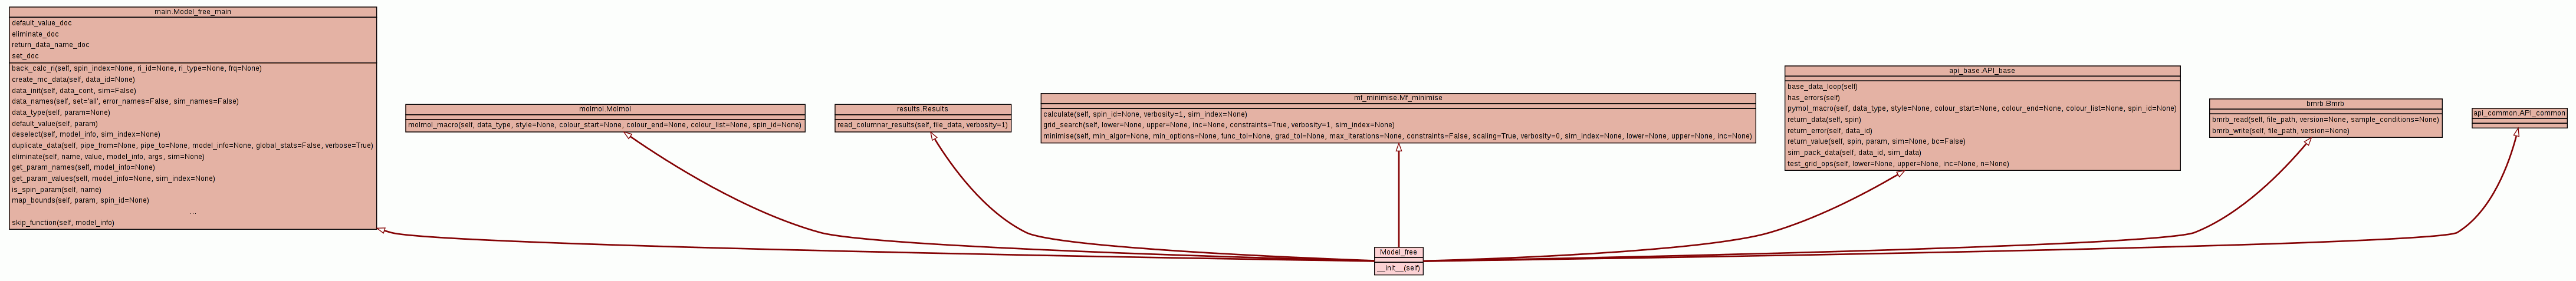 main.Model_free_main
default_value_doc
eliminate_doc
return_data_name_doc
set_doc
back_calc_ri(self, spin_index=None, ri_id=None, ri_type=None, frq=None)
create_mc_data(self, data_id=None)
data_init(self, data_cont, sim=False)
data_names(self, set='all', error_names=False, sim_names=False)
data_type(self, param=None)
default_value(self, param)
deselect(self, model_info, sim_index=None)
duplicate_data(self, pipe_from=None, pipe_to=None, model_info=None, global_stats=False, verbose=True)
eliminate(self, name, value, model_info, args, sim=None)
get_param_names(self, model_info=None)
get_param_values(self, model_info=None, sim_index=None)
is_spin_param(self, name)
map_bounds(self, param, spin_id=None)
...
skip_function(self, model_info)
molmol.Molmol
molmol_macro(self, data_type, style=None, colour_start=None, colour_end=None, colour_list=None, spin_id=None)
results.Results
read_columnar_results(self, file_data, verbosity=1)
mf_minimise.Mf_minimise
calculate(self, spin_id=None, verbosity=1, sim_index=None)
grid_search(self, lower=None, upper=None, inc=None, constraints=True, verbosity=1, sim_index=None)
minimise(self, min_algor=None, min_options=None, func_tol=None, grad_tol=None, max_iterations=None, constraints=False, scaling=True, verbosity=0, sim_index=None, lower=None, upper=None, inc=None)
api_base.API_base
base_data_loop(self)
has_errors(self)
pymol_macro(self, data_type, style=None, colour_start=None, colour_end=None, colour_list=None, spin_id=None)
return_data(self, spin)
return_error(self, data_id)
return_value(self, spin, param, sim=None, bc=False)
sim_pack_data(self, data_id, sim_data)
test_grid_ops(self, lower=None, upper=None, inc=None, n=None)
bmrb.Bmrb
bmrb_read(self, file_path, version=None, sample_conditions=None)
bmrb_write(self, file_path, version=None)
api_common.API_common
Model_free
__init__(self)